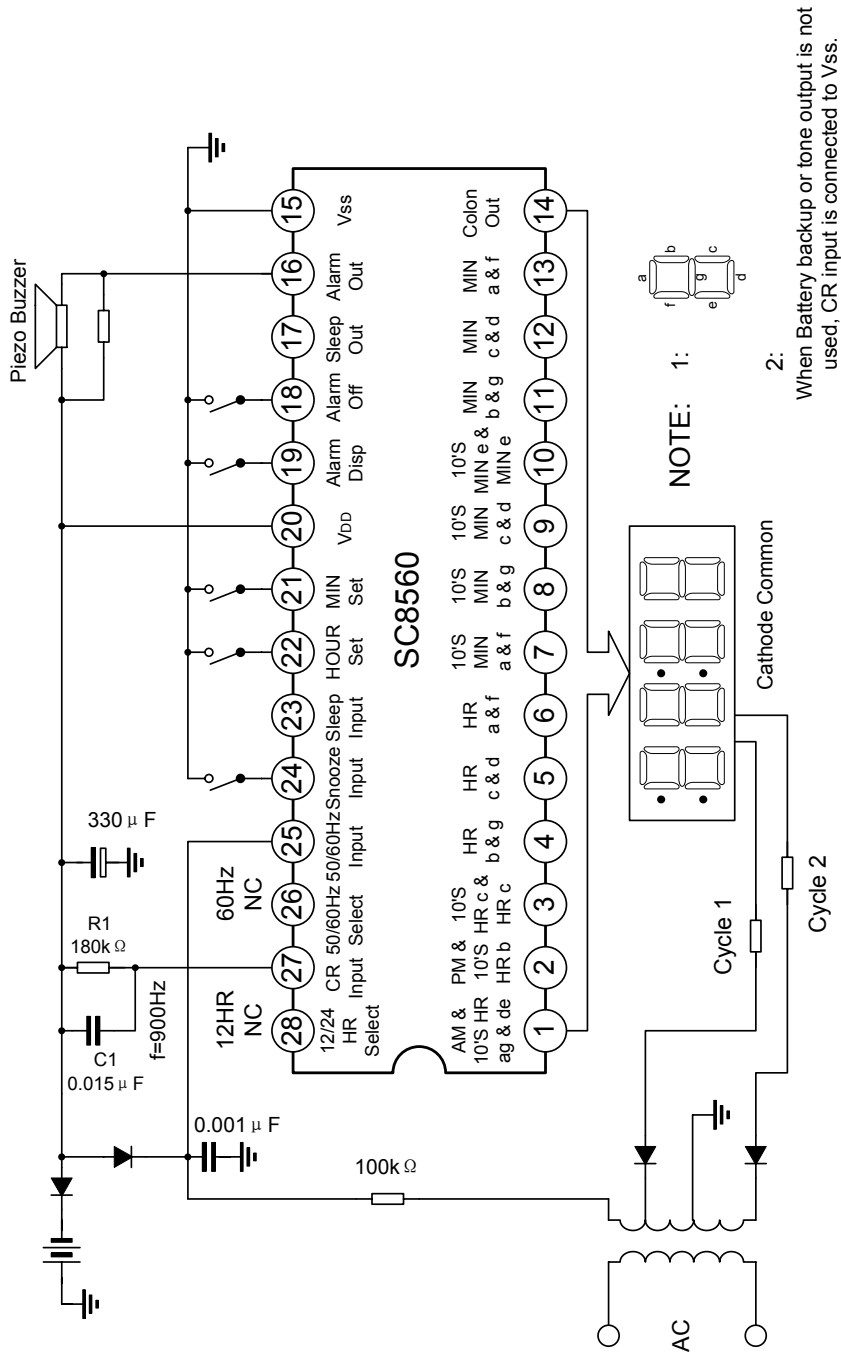 Piezo Buzzer
330 μ F
R1
180k Ω
C1
0.015 μ F
f=900Hz
0.001 μ F
100k Ω
12HR
NC
60Hz
NC
28
27
26
25
24
23
22
21
20
19
18
17
16
15
12/24
HR
Select
CR
Input
50/60Hz
Select
50/60Hz
Input
Snooze
Input
Sleep
Input
HOUR
Set
MIN
Set
VDD
Alarm
Disp
Alarm
Off
Sleep
Out
Alarm
Out
Vss
SC8560
AM &
10'S HR
ag & de
PM &
10'S
HR b
10'S
HR c &
HR c
HR
b & g
HR
c & d
HR
a & f
10'S
MIN
a & f
10'S
MIN
b & g
10'S
MIN
c & d
10'S
MIN e &
MIN e
MIN
b & g
MIN
c & d
MIN
a & f
Colon
Out
1
2
3
4
5
6
7
8
9
10
11
12
13
14
Cathode Common
Cycle 1
Cycle 2
AC
NOTE: 1:
a
b
c
d
e
f
g
2:
When Battery backup or tone output is not
used, CR input is connected to Vss.